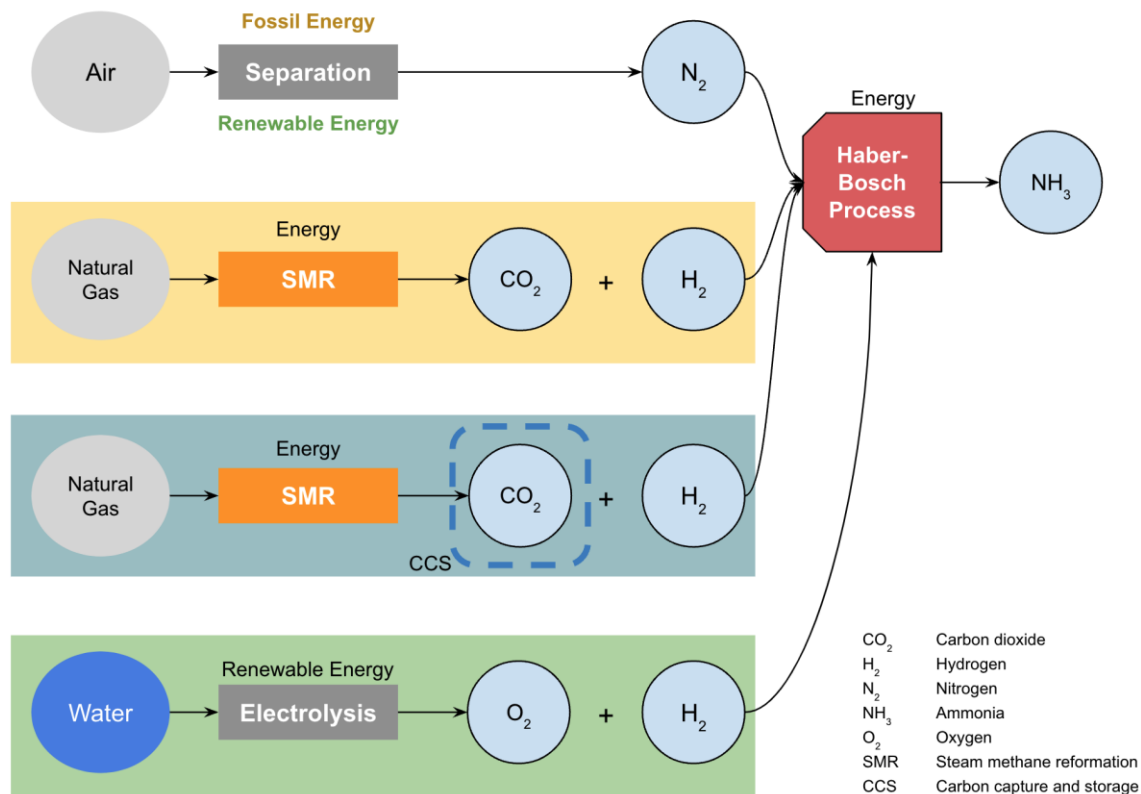 Fossil Energy
Air
Separation
N₂
Renewable Energy
Energy
Haber-
Bosch
Process
NH₃
Energy
Natural
Gas
SMR
CO₂
+
H₂
Energy
Natural
Gas
SMR
CO₂
+
H₂
CCS
Renewable Energy
Water
Electrolysis
O₂
+
H₂
CO₂ Carbon dioxide
H₂ Hydrogen
N₂ Nitrogen
NH₃ Ammonia
O₂ Oxygen
SMR Steam methane reformation
CCS Carbon capture and storage